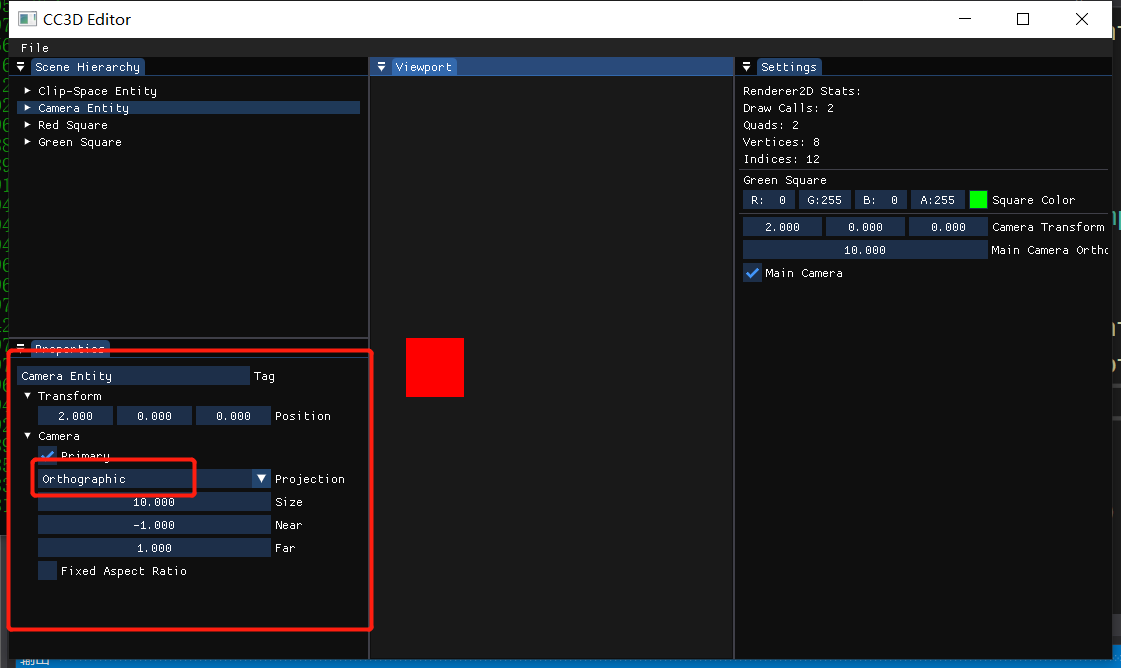 CC3D Editor
File
Scene Hierarchy
Clip-Space Entity
Camera Entity
Red Square
Green Square
Properties
Camera Entity Tag
Transform
2.000 0.000 0.000 Position
Camera
Primary
Orthographic Projection
10.000 Size
-1.000 Near
1.000 Far
Fixed Aspect Ratio
Viewport
Settings
Renderer2D Stats:
Draw Calls: 2
Quads: 2
Vertices: 8
Indices: 12
Green Square
R: 0 G:255 B: 0 A:255 Square Color
2.000 0.000 0.000 Camera Transform
10.000 Main Camera Ortho
Main Camera
输出